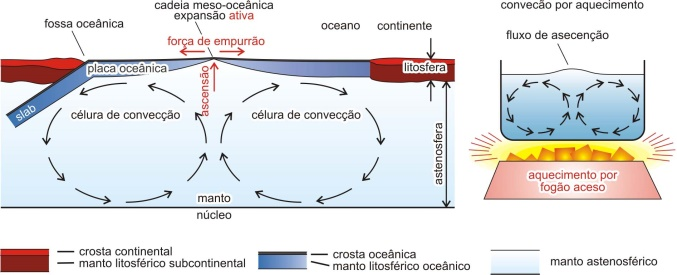 cadeia meso-oceânica
expansão ativa
fossa oceânica
força de empurrão
oceano
continente
placa oceânica
litosfera
slab
ascensão
célura de convecção
célura de convecção
astenosfera
manto
núcleo
convecão por aquecimento
fluxo de asecenção
aquecimento por
fogão aceso
crosta continental
manto litosférico subcontinental
crosta oceânica
manto litosférico oceânico
manto astenosférico